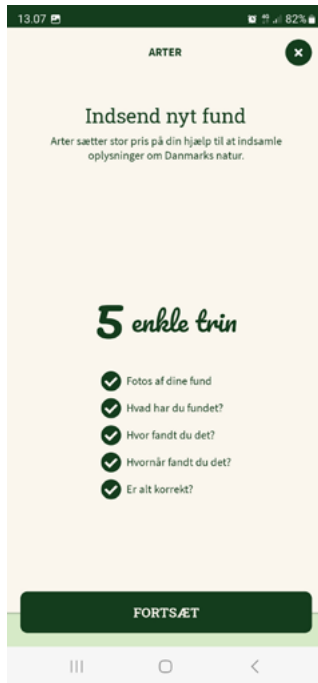 13.07 82%
ARTER
Indsend nyt fund
Arter sætter stor pris på din hjælp til at indsamle
oplysninger om Danmarks natur.
5 enkle trin
Fotos af dine fund
Hvad har du fundet?
Hvor fandt du det?
Hvornår fandt du det?
Er alt korrekt?
FORTSÆT